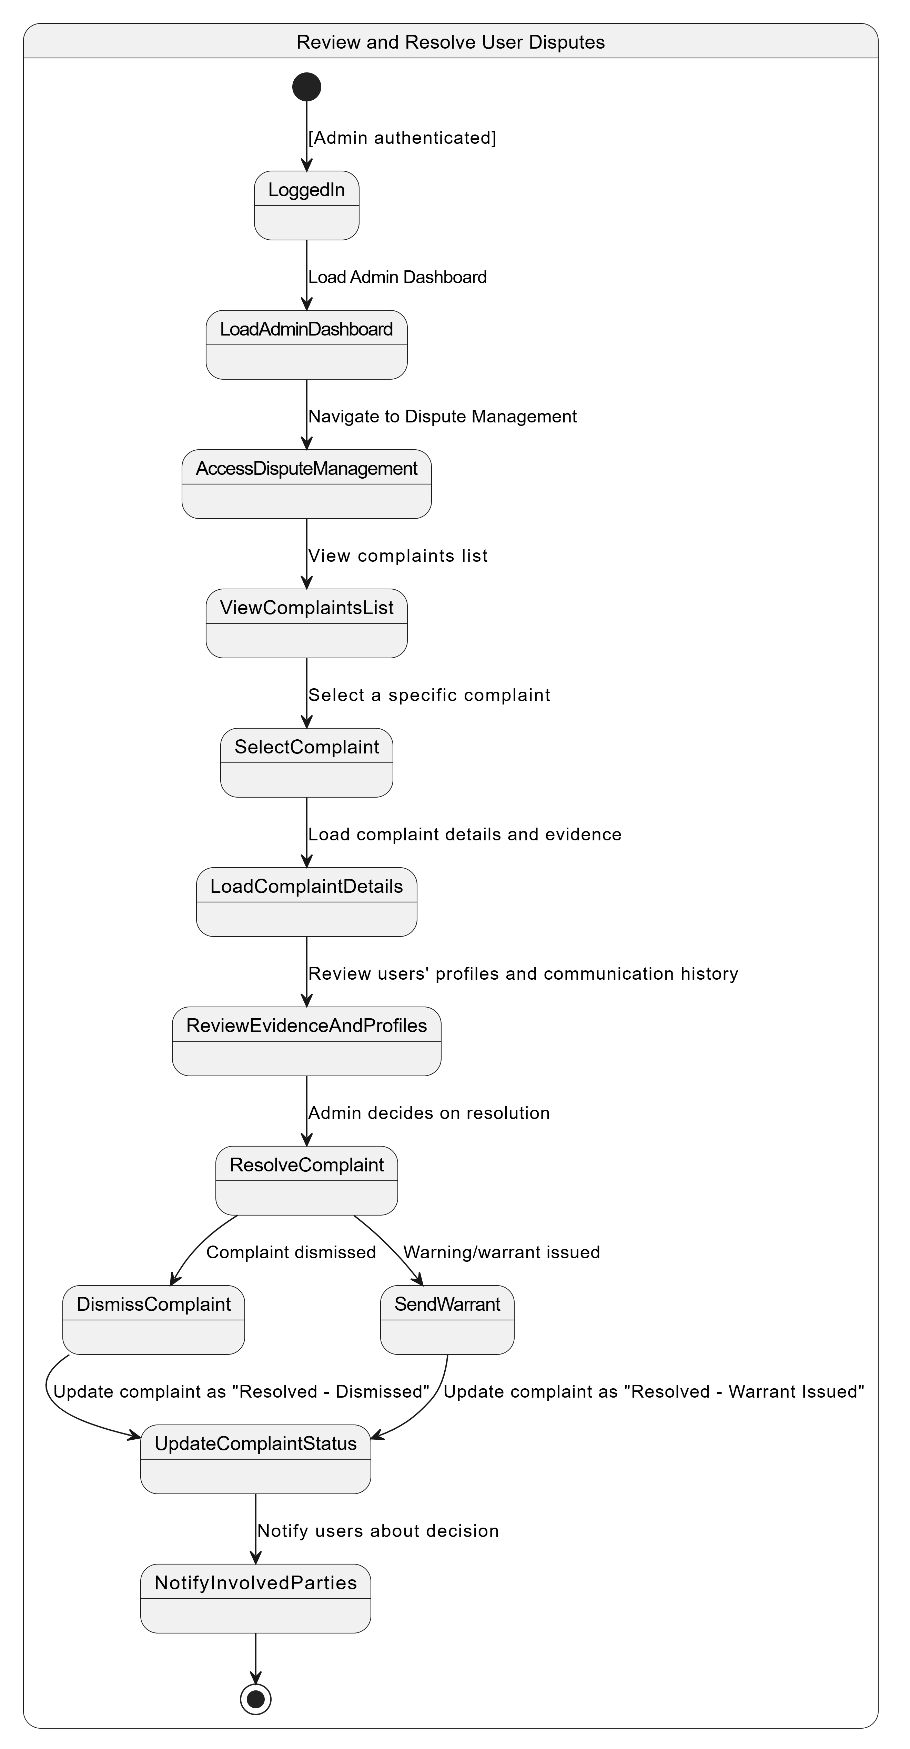 Review and Resolve User Disputes
[Admin authenticated]
LoggedIn
Load Admin Dashboard
LoadAdminDashboard
Navigate to Dispute Management
AccessDisputeManagement
View complaints list
ViewComplaintsList
Select a specific complaint
SelectComplaint
Load complaint details and evidence
LoadComplaintDetails
Review users' profiles and communication history
ReviewEvidenceAndProfiles
Admin decides on resolution
ResolveComplaint
Complaint dismissed
Warning/warrant issued
DismissComplaint
SendWarrant
Update complaint as "Resolved - Dismissed"
Update complaint as "Resolved - Warrant Issued"
UpdateComplaintStatus
Notify users about decision
NotifyInvolvedParties